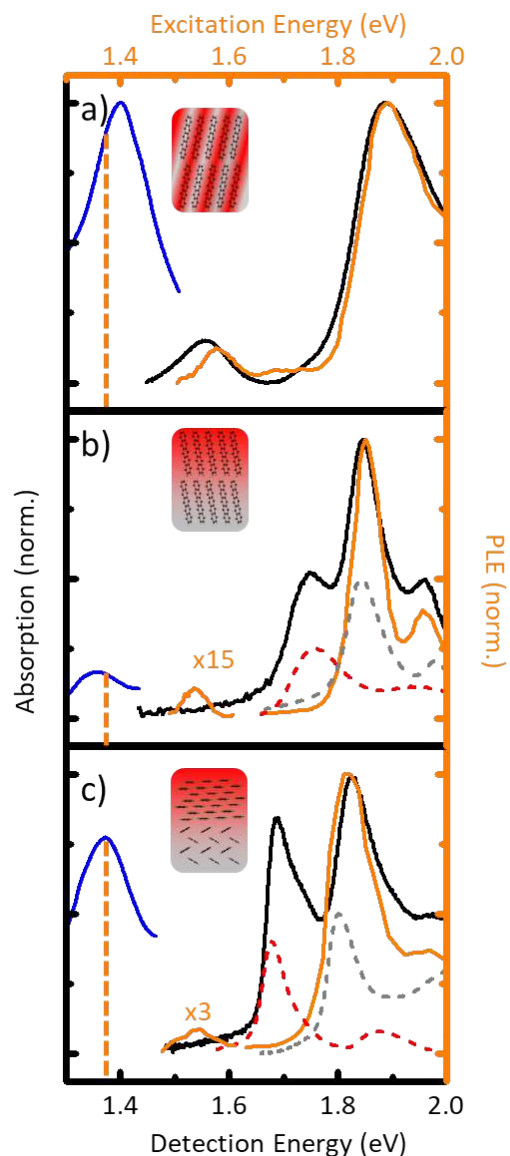 Excitation Energy (eV)
1.4 1.6 1.8 2.0
a)
b)
x15
c)
x3
Absorption (norm.)
PLE (norm.)
1.4 1.6 1.8 2.0
Detection Energy (eV)